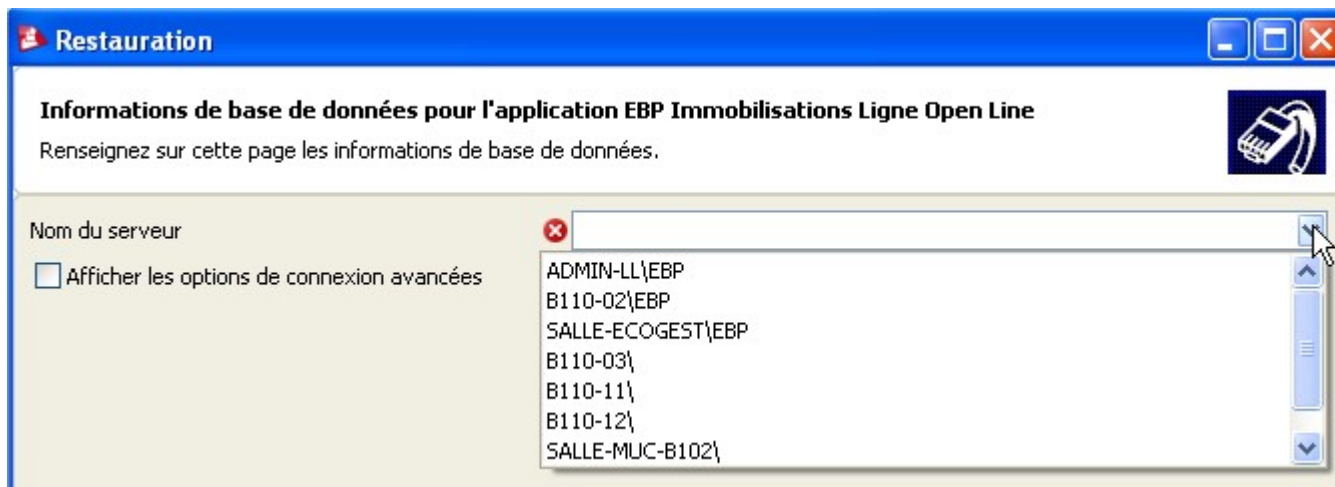 Restauration
Informations de base de données pour l'application EBP Immobilisations Ligne Open Line
Renseignez sur cette page les informations de base de données.
Nom du serveur
Afficher les options de connexion avancées
ADMIN-LL\EBP
B110-02\EBP
SALLE-ECOGEST\EBP
B110-03\
B110-11\
B110-12\
SALLE-MUC-B102\